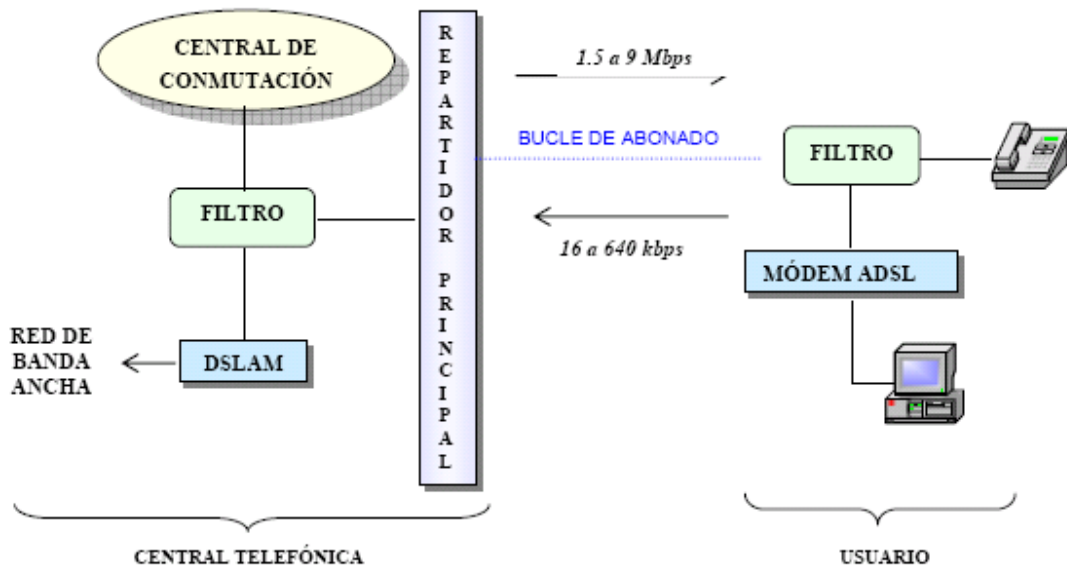 CENTRAL DE
CONMUTACIÓN
FILTRO
DSLAM
RED DE
BANDA
ANCHA
REPARTIDOR PRINCIPAL
1.5 a 9 Mbps
BUCLE DE ABONADO
16 a 640 kbps
FILTRO
MÓDEM ADSL
CENTRAL TELEFÓNICA
USUARIO